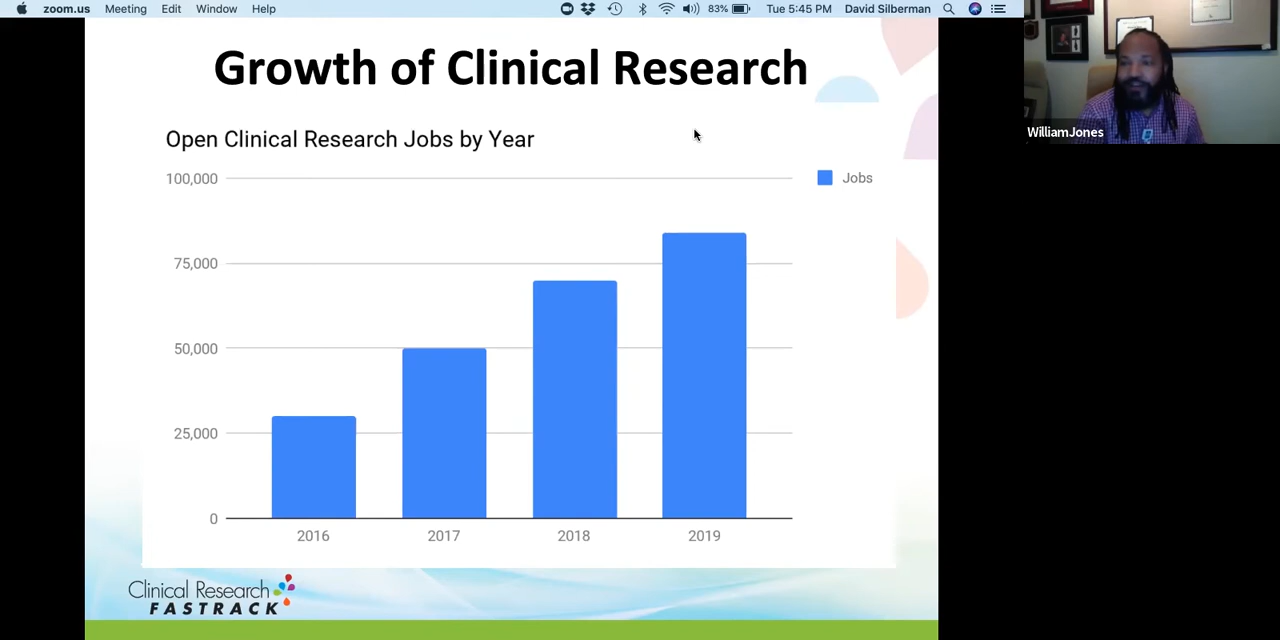 zoom.us Meeting Edit Window Help 83% Tue 5:45 PM David Silberman
Growth of Clinical Research
WilliamJones
Open Clinical Research Jobs by Year
100,000
Jobs
75,000
50,000
25,000
0
2016 2017 2018 2019
Clinical Research
FASTRACK